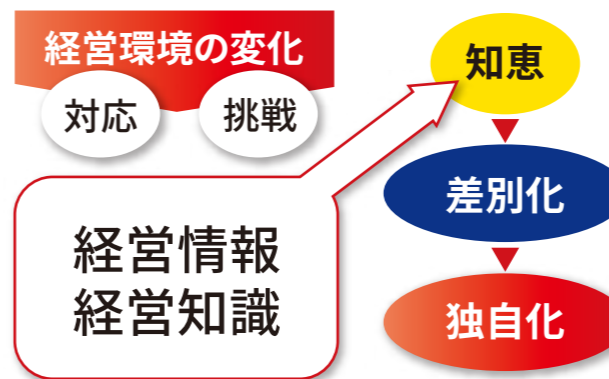 経営環境の変化
対応
挑戦
経営情報
経営知識
知恵
差別化
独自化